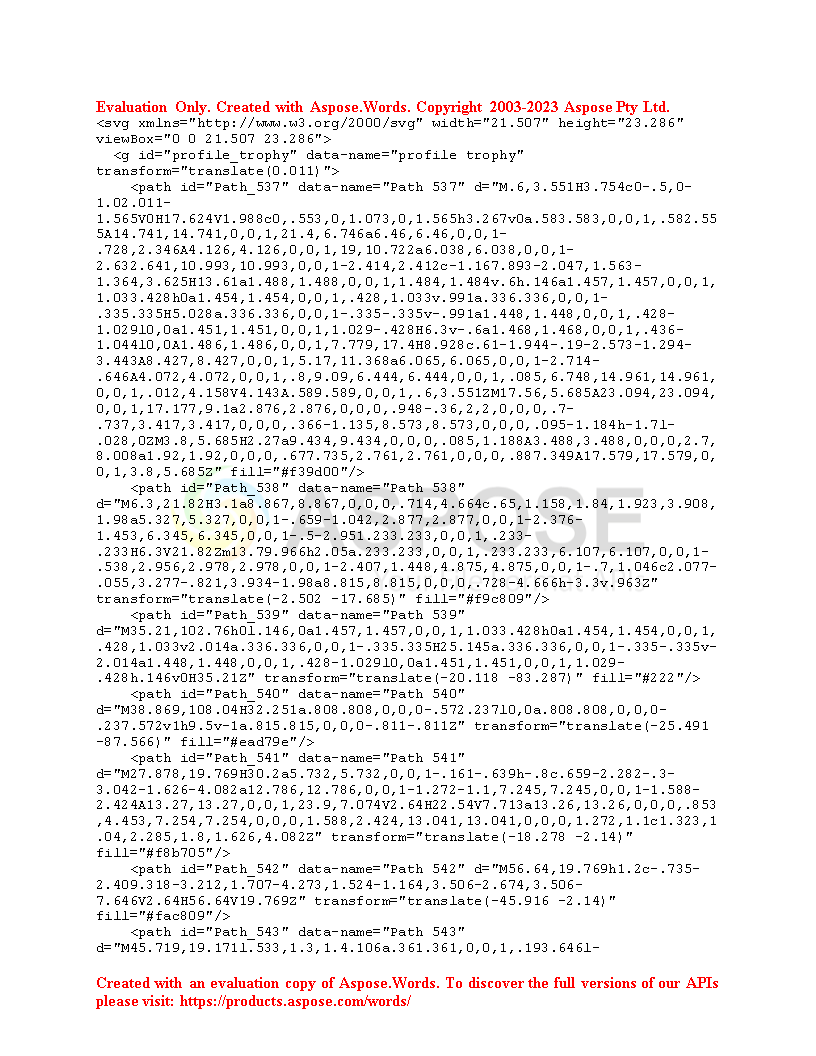 Evaluation Only. Created with Aspose.Words. Copyright 2003-2023 Aspose Pty Ltd.
<svg xmlns="http://www.w3.org/2000/svg" width="21.507" height="23.286"
viewBox="0 0 21.507 23.286">
  <g id="profile_trophy" data-name="profile trophy"
transform="translate(0.011)">
    <path id="Path_537" data-name="Path 537" d="M.6,3.551H3.754c0-.5,0-
1.02.011-
1.565V0H17.624V1.988c0,.553,0,1.073,0,1.565h3.267v0a.583.583,0,0,1,.582.55
5A14.741,14.741,0,0,1,21.4,6.746a6.46,6.46,0,0,1-
.728,2.346A4.126,4.126,0,0,1,19,10.722a6.038,6.038,0,0,1-
2.632.641,10.993,10.993,0,0,1-2.414,2.412c-1.167.893-2.047,1.563-
1.364,3.625H13.61a1.488,1.488,0,0,1,1.484,1.484v.6h.146a1.457,1.457,0,0,1,
1.033.428h0a1.454,1.454,0,0,1,.428,1.033v.991a.336.336,0,0,1-
.335.335H5.028a.336.336,0,0,1-.335-.335v-.991a1.448,1.448,0,0,1,.428-
1.029l0,0a1.451,1.451,0,0,1,1.029-.428H6.3v-.6a1.468,1.468,0,0,1,.436-
1.044l0,0A1.486,1.486,0,0,1,7.779,17.4H8.928c.61-1.944-.19-2.573-1.294-
3.443A8.427,8.427,0,0,1,5.17,11.368a6.065,6.065,0,0,1-2.714-
.646A4.072,4.072,0,0,1,.8,9.09,6.444,6.444,0,0,1,.085,6.748,14.961,14.961,
0,0,1,.012,4.158V4.143A.589.589,0,0,1,.6,3.551ZM17.56,5.685A23.094,23.094,
0,0,1,17.177,9.1a2.876,2.876,0,0,0,.948-.36,2,2,0,0,0,.7-
.737,3.417,3.417,0,0,0,.366-1.135,8.573,8.573,0,0,0,.095-1.184h-1.7l-
.028,0ZM3.8,5.685H2.27a9.434,9.434,0,0,0,.085,1.188A3.488,3.488,0,0,0,2.7,
8.008a1.92,1.92,0,0,0,.677.735,2.761,2.761,0,0,0,.887.349A17.579,17.579,0,
0,1,3.8,5.685Z" fill="#f39d00"/>
    <path id="Path_538" data-name="Path 538"
d="M6.3,21.82H3.1a8.867,8.867,0,0,0,.714,4.664c.65,1.158,1.84,1.923,3.908,
1.98a5.327,5.327,0,0,1-.659-1.042,2.877,2.877,0,0,1-2.376-
1.453,6.345,6.345,0,0,1-.5-2.951.233.233,0,0,1,.233-
.233H6.3V21.82Zm13.79.966h2.05a.233.233,0,0,1,.233.233,6.107,6.107,0,0,1-
.538,2.956,2.978,2.978,0,0,1-2.407,1.448,4.875,4.875,0,0,1-.7,1.046c2.077-
.055,3.277-.821,3.934-1.98a8.815,8.815,0,0,0,.728-4.666h-3.3v.963Z"
transform="translate(-2.502 -17.685)" fill="#f9c809"/>
    <path id="Path_539" data-name="Path 539"
d="M35.21,102.76h0l.146,0a1.457,1.457,0,0,1,1.033.428h0a1.454,1.454,0,0,1,
.428,1.033v2.014a.336.336,0,0,1-.335.335H25.145a.336.336,0,0,1-.335-.335v-
2.014a1.448,1.448,0,0,1,.428-1.029l0,0a1.451,1.451,0,0,1,1.029-
.428h.146v0H35.21Z" transform="translate(-20.118 -83.287)" fill="#222"/>
    <path id="Path_540" data-name="Path 540"
d="M38.869,108.04H32.251a.808.808,0,0,0-.572.237l0,0a.808.808,0,0,0-
.237.572v1h9.5v-1a.815.815,0,0,0-.811-.811Z" transform="translate(-25.491
-87.566)" fill="#ead79e"/>
    <path id="Path_541" data-name="Path 541"
d="M27.878,19.769H30.2a5.732,5.732,0,0,1-.161-.639h-.8c.659-2.282-.3-
3.042-1.626-4.082a12.786,12.786,0,0,1-1.272-1.1,7.245,7.245,0,0,1-1.588-
2.424A13.27,13.27,0,0,1,23.9,7.074V2.64H22.54V7.713a13.26,13.26,0,0,0,.853
,4.453,7.254,7.254,0,0,0,1.588,2.424,13.041,13.041,0,0,0,1.272,1.1c1.323,1
.04,2.285,1.8,1.626,4.082Z" transform="translate(-18.278 -2.14)"
fill="#f8b705"/>
    <path id="Path_542" data-name="Path 542" d="M56.64,19.769h1.2c-.735-
2.409.318-3.212,1.707-4.273,1.524-1.164,3.506-2.674,3.506-
7.646V2.64H56.64V19.769Z" transform="translate(-45.916 -2.14)"
fill="#fac809"/>
    <path id="Path_543" data-name="Path 543"
d="M45.719,19.171l.533,1.3,1.4.106a.361.361,0,0,1,.193.646l-
Created with an evaluation copy of Aspose.Words. To discover the full versions of our APIs
please visit: https://products.aspose.com/words/